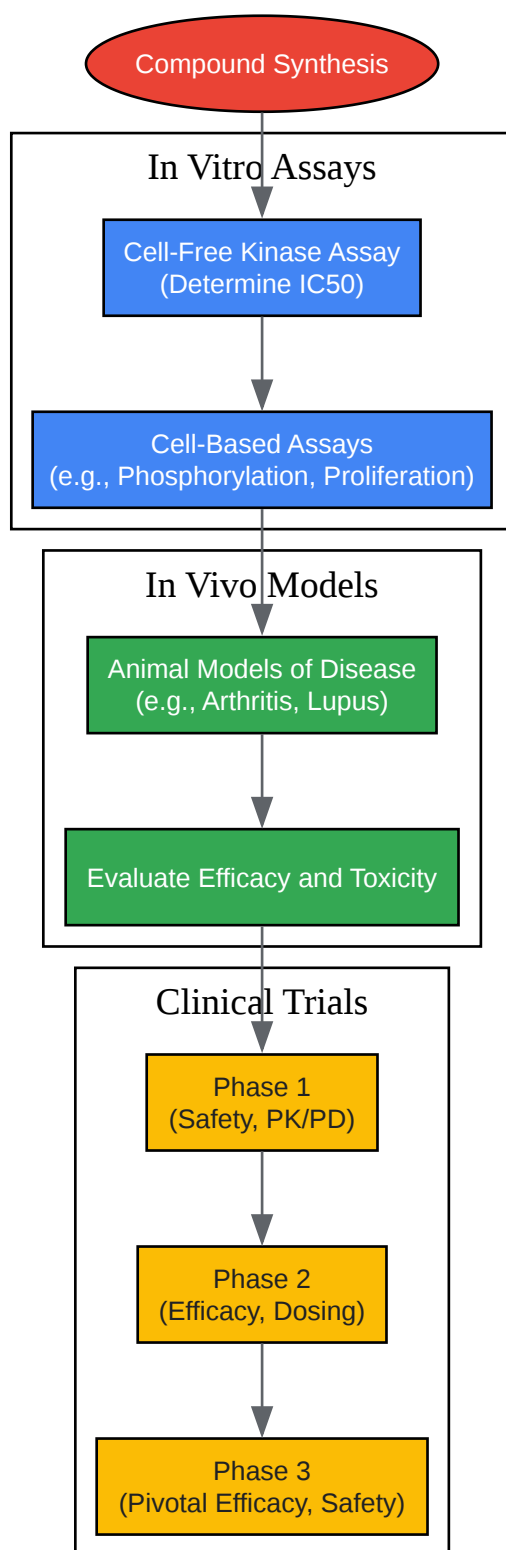 Compound Synthesis
In Vitro Assays
Cell-Free Kinase Assay
(Determine IC50)
Cell-Based Assays
(e.g., Phosphorylation, Proliferation)
In Vivo Models
Animal Models of Disease
(e.g., Arthritis, Lupus)
Evaluate Efficacy and Toxicity
Clinical Trials
Phase 1
(Safety, PK/PD)
Phase 2
(Efficacy, Dosing)
Phase 3
(Pivotal Efficacy, Safety)